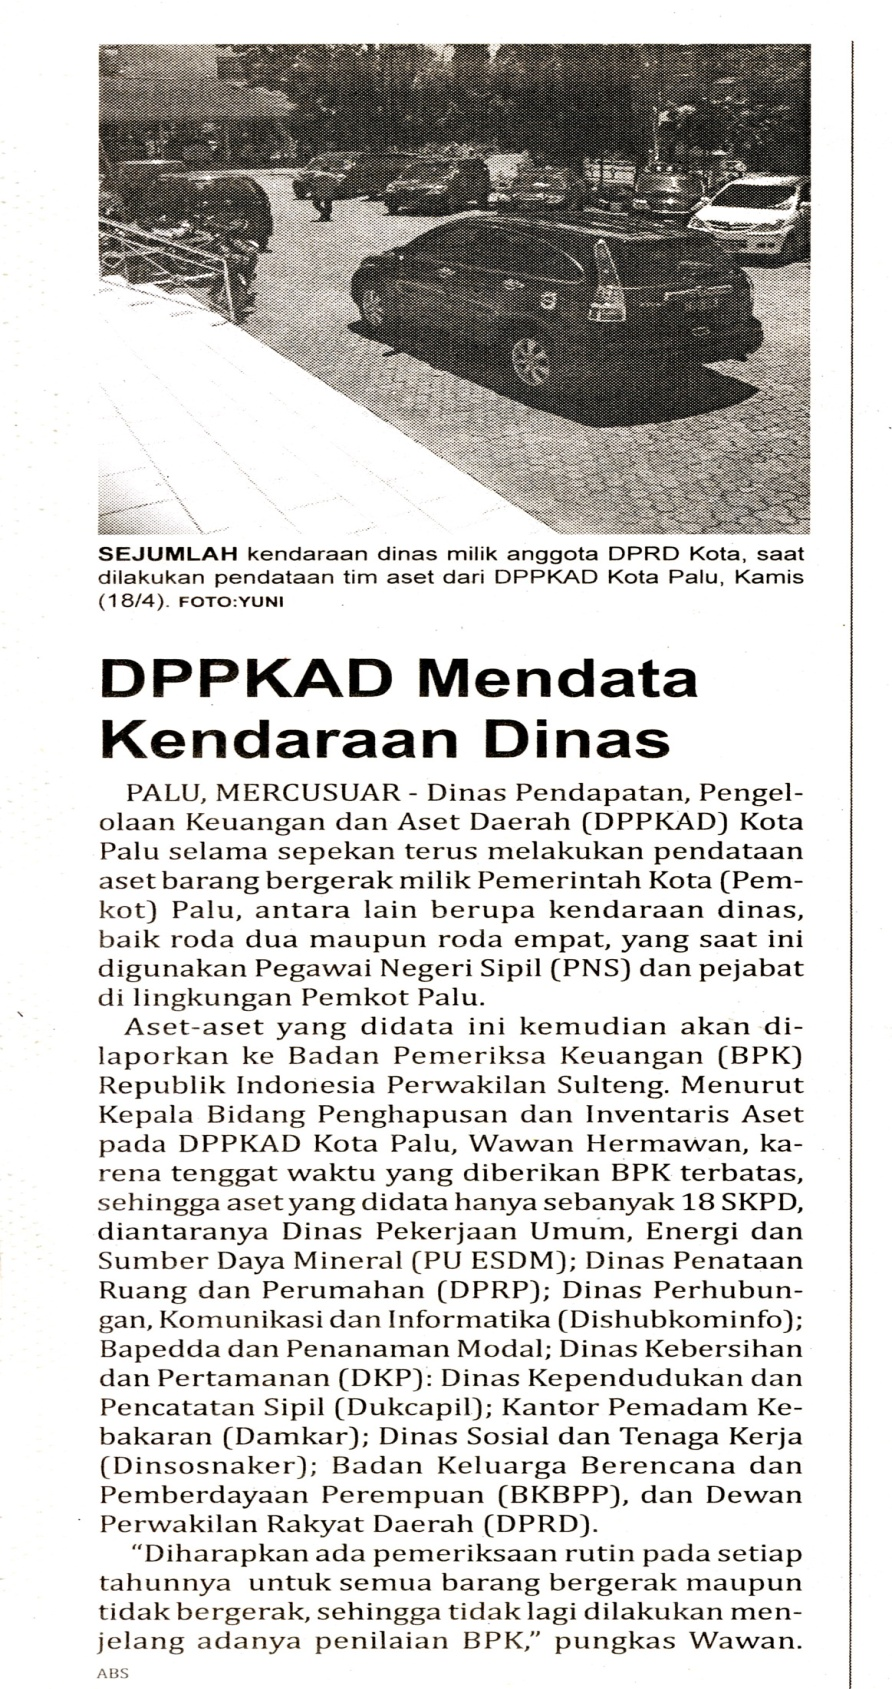 SEJUMLAH kendaraan dinas milik anggota DPRD Kota, saat
dilakukan pendataan tim aset dari DPPKAD Kota Palu, Kamis
(18/4). FOTO:YUNI
DPPKAD Mendata
Kendaraan Dinas
PALU, MERCUSUAR - Dinas Pendapatan, Pengel-
olaan Keuangan dan Aset Daerah (DPPKAD) Kota
Palu selama sepekan terus melakukan pendataan
aset barang bergerak milik Pemerintah Kota (Pem-
kot) Palu, antara lain berupa kendaraan dinas,
baik roda dua maupun roda empat, yang saat ini
digunakan Pegawai Negeri Sipil (PNS) dan pejabat
di lingkungan Pemkot Palu.
Aset-aset yang didata ini kemudian akan di-
laporkan ke Badan Pemeriksa Keuangan (BPK)
Republik Indonesia Perwakilan Sulteng. Menurut
Kepala Bidang Penghapusan dan Inventaris Aset
pada DPPKAD Kota Palu, Wawan Hermawan, ka-
rena tenggat waktu yang diberikan BPK terbatas,
sehingga aset yang didata hanya sebanyak 18 SKPD,
diantaranya Dinas Pekerjaan Umum, Energi dan
Sumber Daya Mineral (PU ESDM); Dinas Penataan
Ruang dan Perumahan (DPRP); Dinas Perhubun-
gan, Komunikasi dan Informatika (Dishubkominfo);
Bapedda dan Penanaman Modal; Dinas Kebersihan
dan Pertamanan (DKP): Dinas Kependudukan dan
Pencatatan Sipil (Dukcapil); Kantor Pemadam Ke-
bakaran (Damkar); Dinas Sosial dan Tenaga Kerja
(Dinsosnaker); Badan Keluarga Berencana dan
Pemberdayaan Perempuan (BKBPP), dan Dewan
Perwakilan Rakyat Daerah (DPRD).
“Diharapkan ada pemeriksaan rutin pada setiap
tahunnya untuk semua barang bergerak maupun
tidak bergerak, sehingga tidak lagi dilakukan men-
jelang adanya penilaian BPK,” pungkas Wawan.
ABS